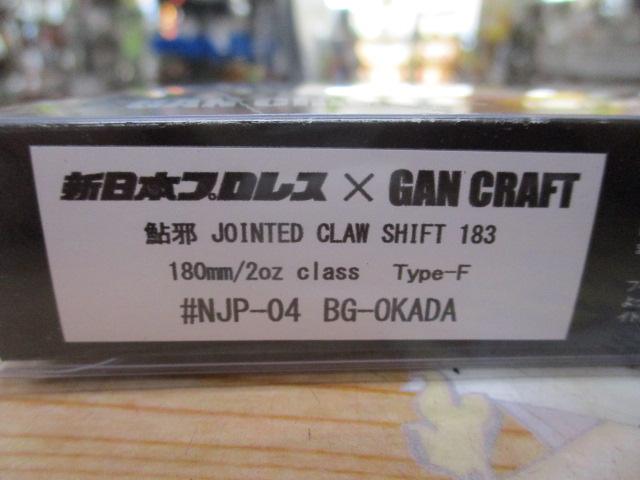 新日本プロレス × GAN CRAFT
鮎邪 JOINTED CLAW SHIFT 183
180mm/2oz class Type-F
#NJP-04 BG-OKADA